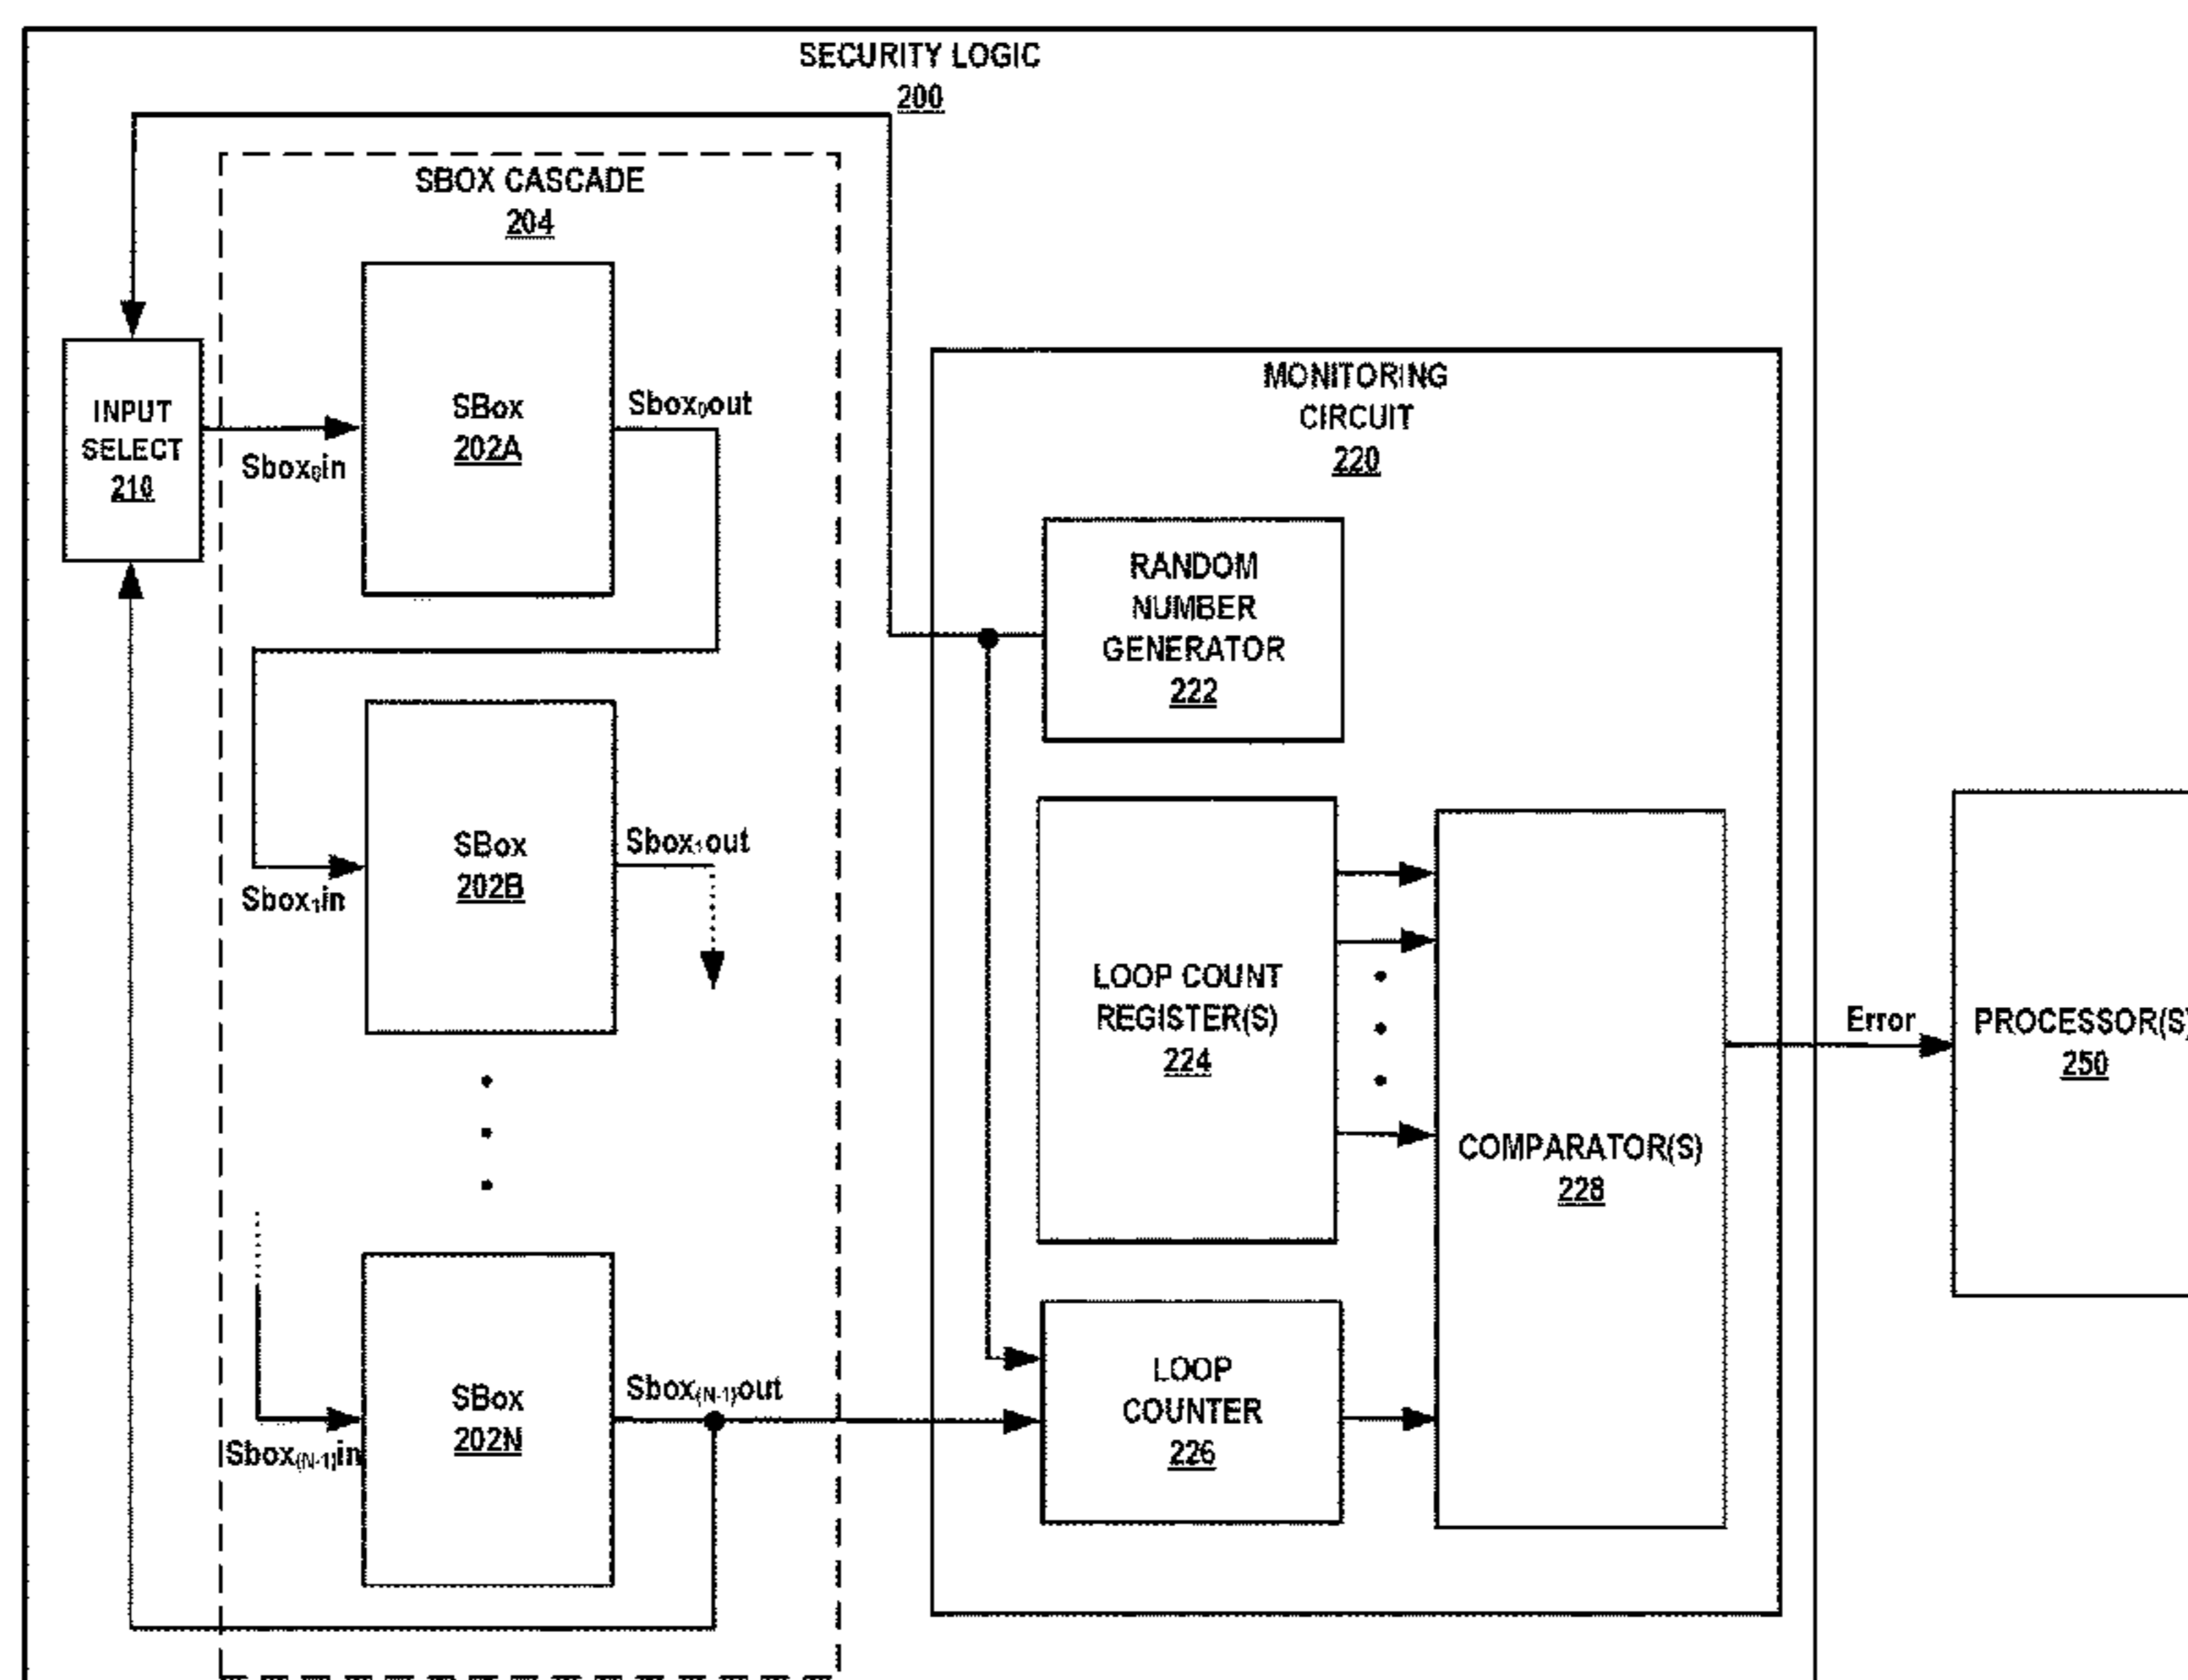 SECURITY LOGIC
200
SBOX CASCADE
204
INPUT
SELECT
210
Sbox₀in
SBox
202A
Sbox₀out
Sbox₁in
SBox
202B
Sbox₁out
Sbox₍N-1₎in
SBox
202N
Sbox₍N-1₎out
MONITORING
CIRCUIT
220
RANDOM
NUMBER
GENERATOR
222
LOOP COUNT
REGISTER(S)
224
LOOP
COUNTER
226
COMPARATOR(S)
228
Error
PROCESSOR(S)
250